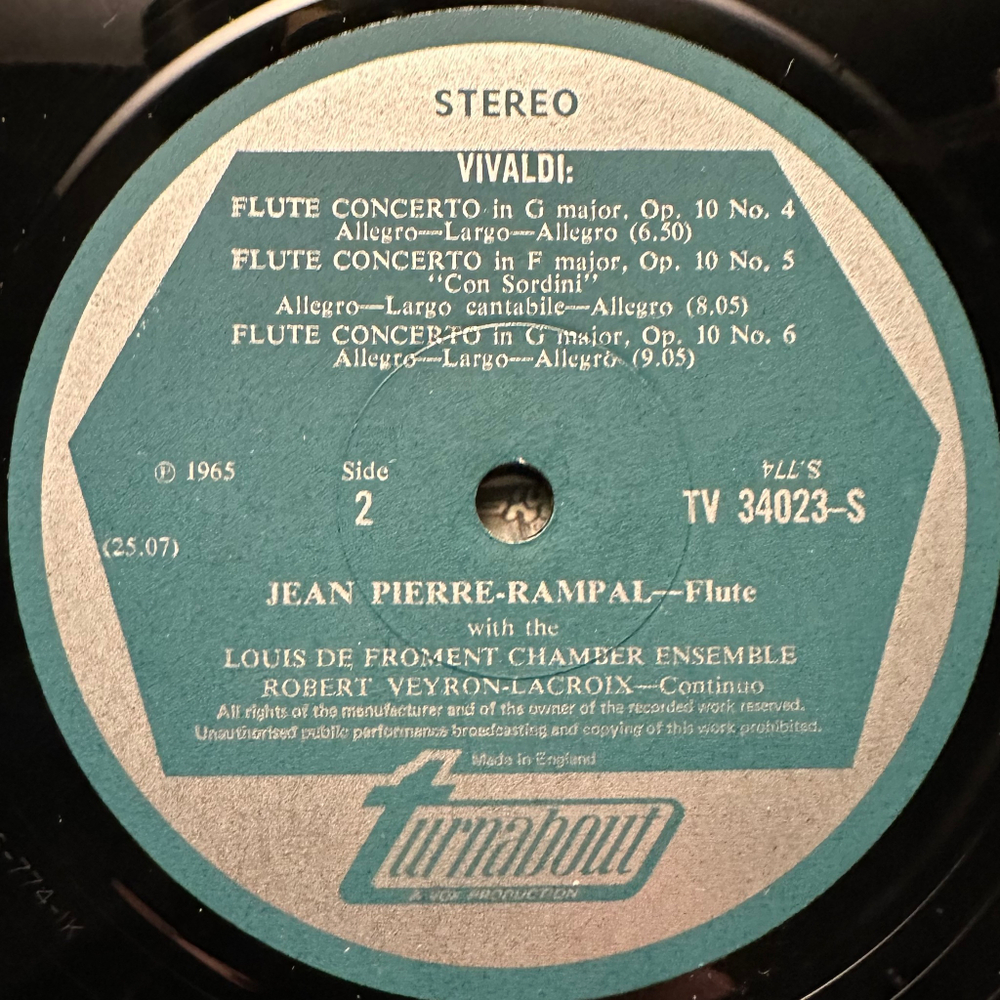 STEREO
VIVALDI:
FLUTE CONCERTO in G major, Op. 10 No. 4
Allegro—Largo—Allegro (6.50)
FLUTE CONCERTO in F major, Op. 10 No. 5
“Con Sordini”
Allegro—Largo cantabile—Allegro (8.05)
FLUTE CONCERTO in G major, Op. 10 No. 6
Allegro—Largo—Allegro (9.05)
℗ 1965
Side
2
S.774
TV 34023–S
(25.07)
JEAN PIERRE-RAMPAL—Flute
with the
LOUIS DE FROMENT CHAMBER ENSEMBLE
ROBERT VEYRON-LACROIX—Continuo
All rights of the manufacturer and of the owner of the recorded work reserved.
Unauthorised public performance broadcasting and copying of this work prohibited.
Made in England
turnabout
A VOX PRODUCTION